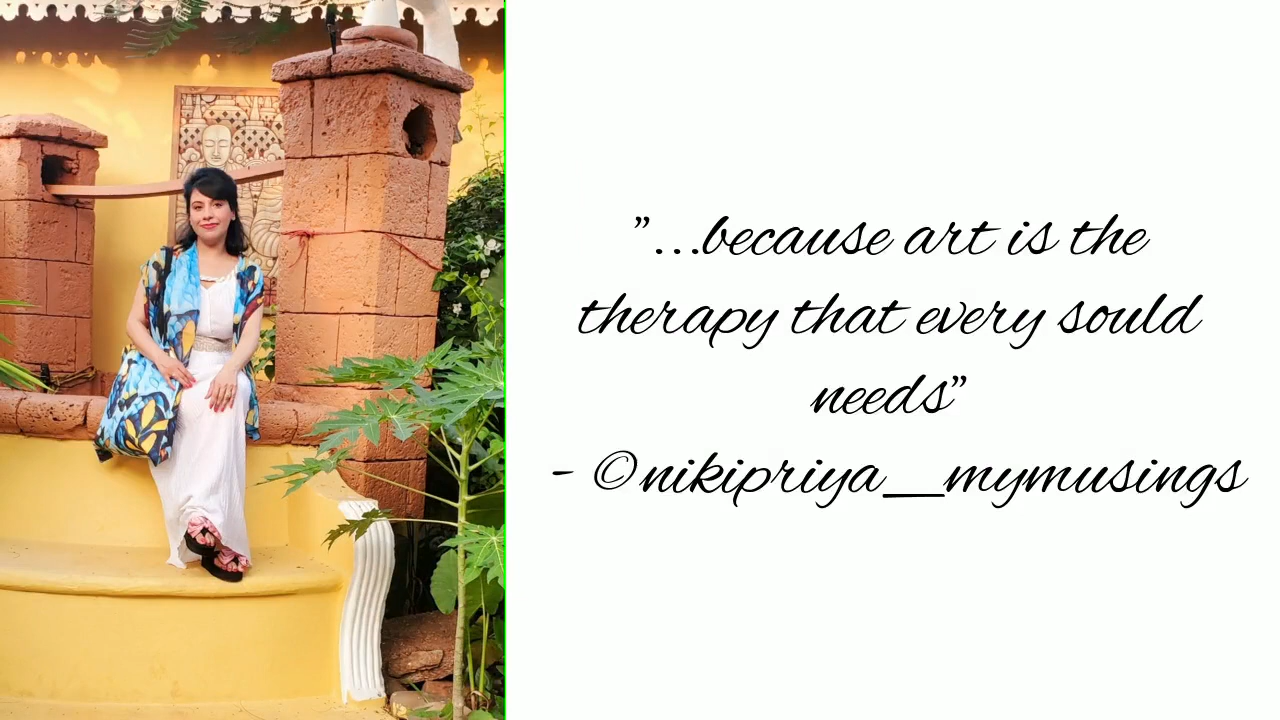 "...because art is the
therapy that every sould
needs"
- ©nikipriya__mymusings